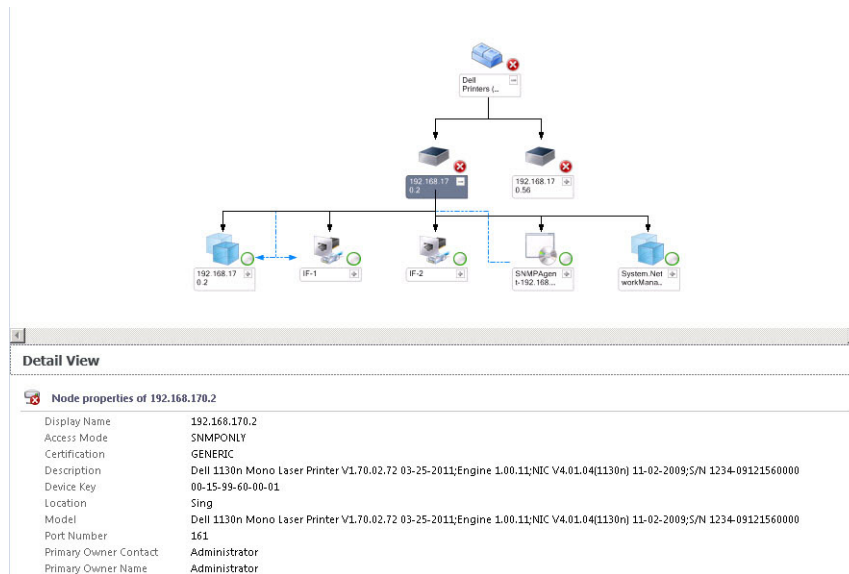 Dell
Printers (...
192.168.17
0.2
192.168.17
0.56
192.168.17
0.2
IF-1
IF-2
SNMPAgen
t-192.168...
System.Net
workMana...
Detail View
Node properties of 192.168.170.2
Display Name 192.168.170.2
Access Mode SNMPONLY
Certification GENERIC
Description Dell 1130n Mono Laser Printer V1.70.02.72 03-25-2011;Engine 1.00.11;NIC V4.01.04(1130n) 11-02-2009;S/N 1234-09121560000
Device Key 00-15-99-60-00-01
Location Sing
Model Dell 1130n Mono Laser Printer V1.70.02.72 03-25-2011;Engine 1.00.11;NIC V4.01.04(1130n) 11-02-2009;S/N 1234-09121560000
Port Number 161
Primary Owner Contact Administrator
Primary Owner Name Administrator